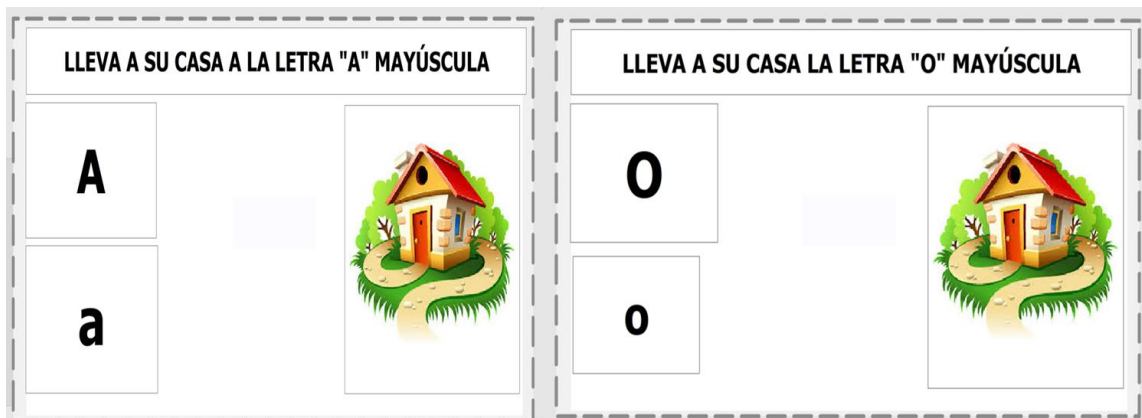 LLEVA A SU CASA A LA LETRA "A" MAYÚSCULA
A
a
LLEVA A SU CASA LA LETRA "O" MAYÚSCULA
O
o